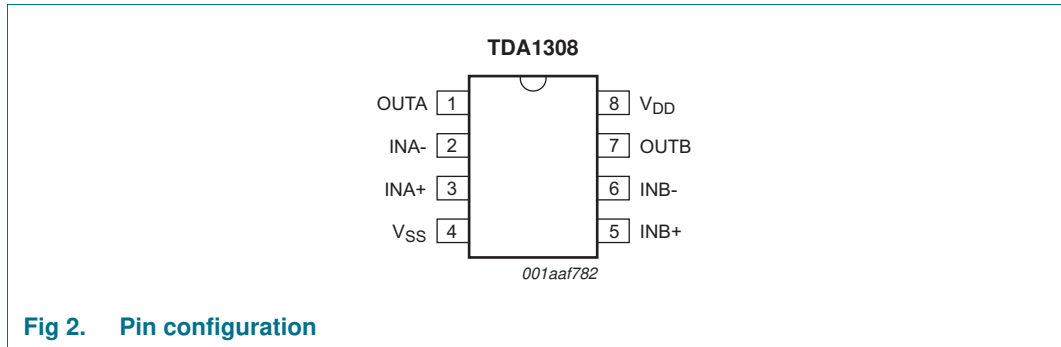 TDA1308
OUTA 1
8 VDD
INA- 2
7 OUTB
INA+ 3
6 INB-
VSS 4
5 INB+
001aaf782
Fig 2. Pin configuration